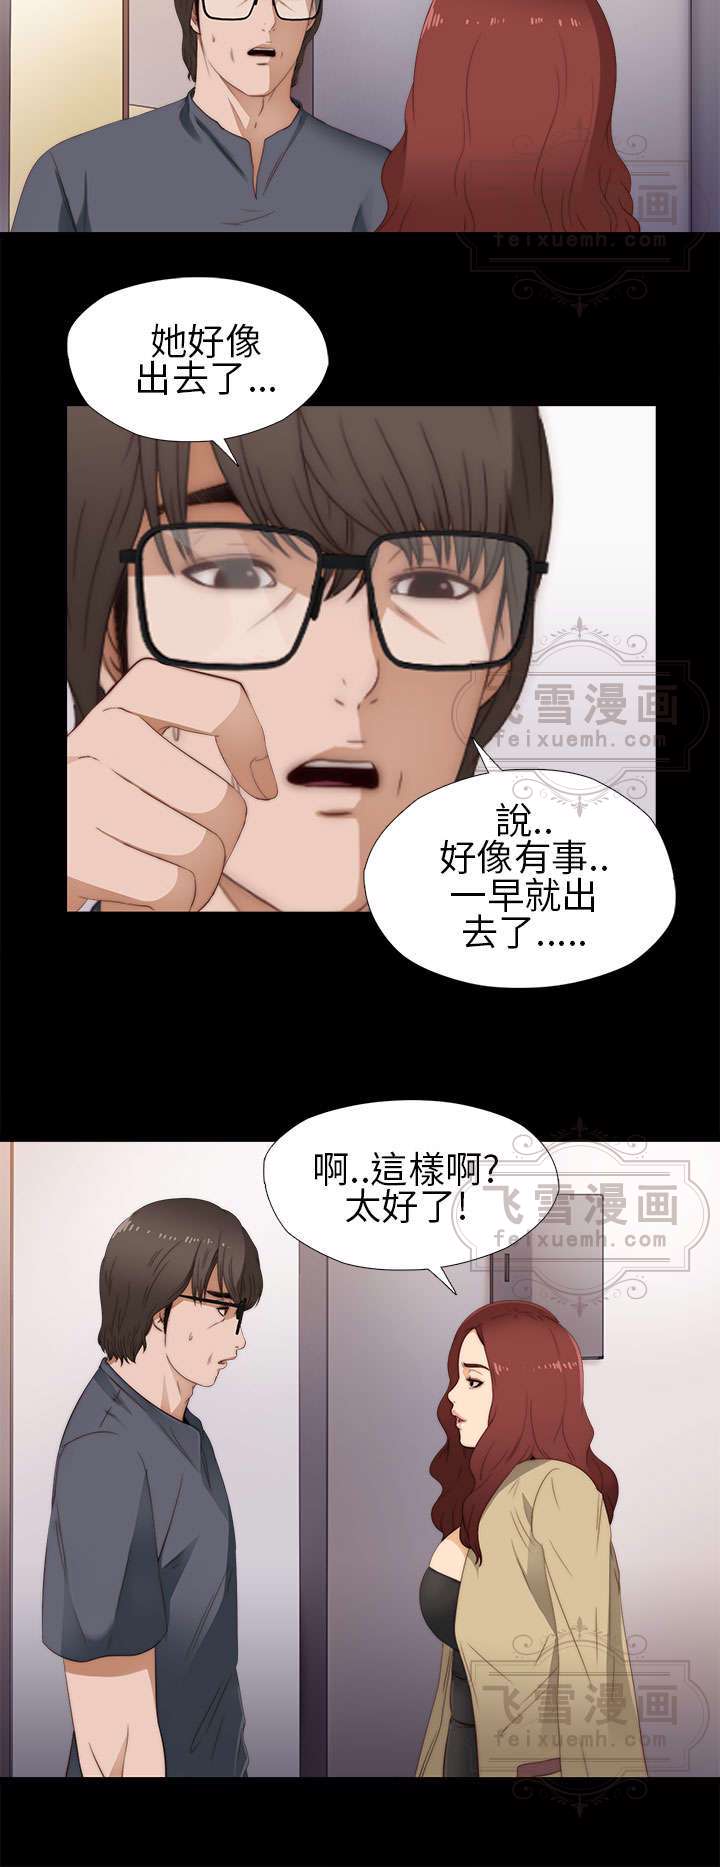 飞雪漫画
feixuemh.com
她好像
出去了...
飞雪漫画
feixuemh.com
說..
好像有事..
一早就出
去了.....
啊..這樣啊?
太好了!
飞雪漫画
feixuemh.com
飞雪漫画
feixuemh.com